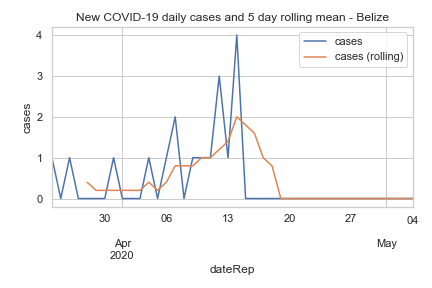 New COVID-19 daily cases and 5 day rolling mean - Belize
cases
cases (rolling)
cases
4
3
2
1
0
30
06
13
20
27
04
Apr
2020
May
dateRep